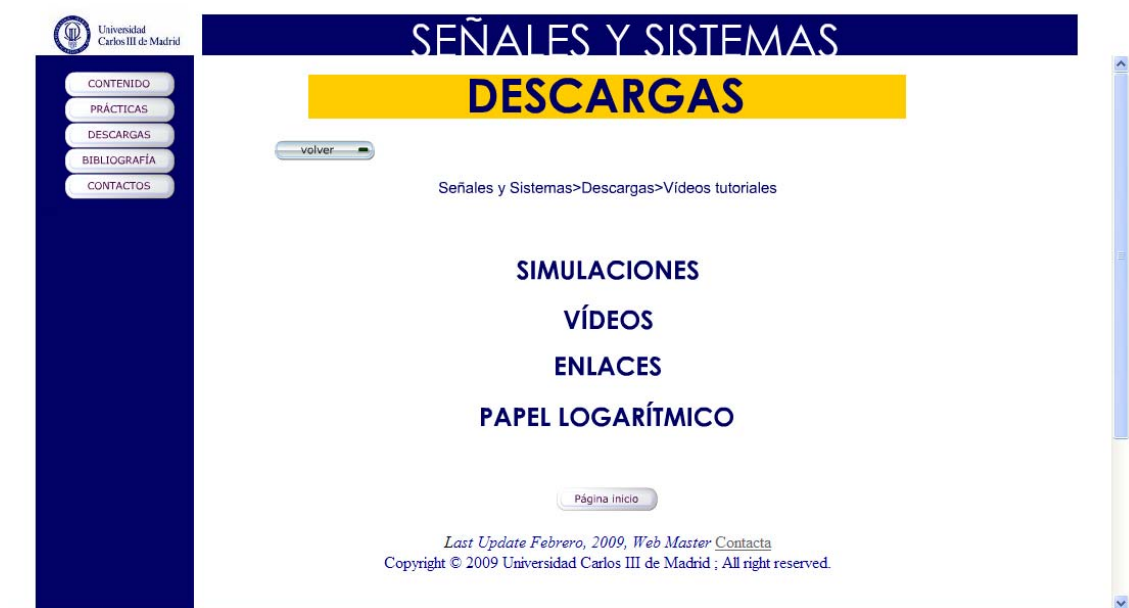 Universidad
Carlos III de Madrid
SEÑALES Y SISTEMAS
CONTENIDO
PRÁCTICAS
DESCARGAS
BIBLIOGRAFÍA
CONTACTOS
DESCARGAS
volver
Señales y Sistemas>Descargas>Vídeos tutoriales
SIMULACIONES
VÍDEOS
ENLACES
PAPEL LOGARÍTMICO
Página inicio
Last Update Febrero, 2009, Web Master Contacta
Copyright © 2009 Universidad Carlos III de Madrid ; All right reserved.